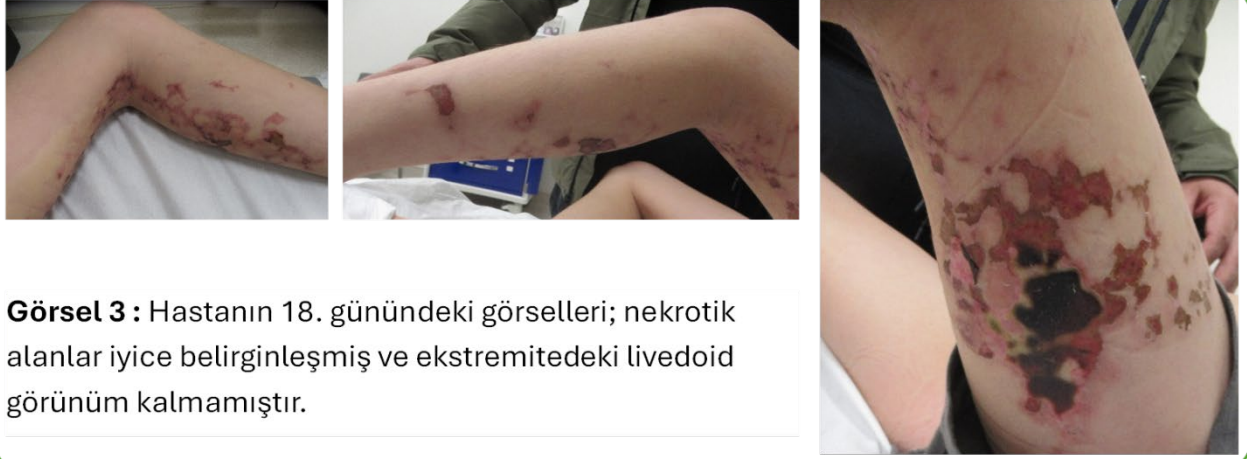 Görsel 3 : Hastanın 18. günündeki görselleri; nekrotik
alanlar iyice belirginleşmiş ve ekstremitedeki livedoid
görünüm kalmamıştır.